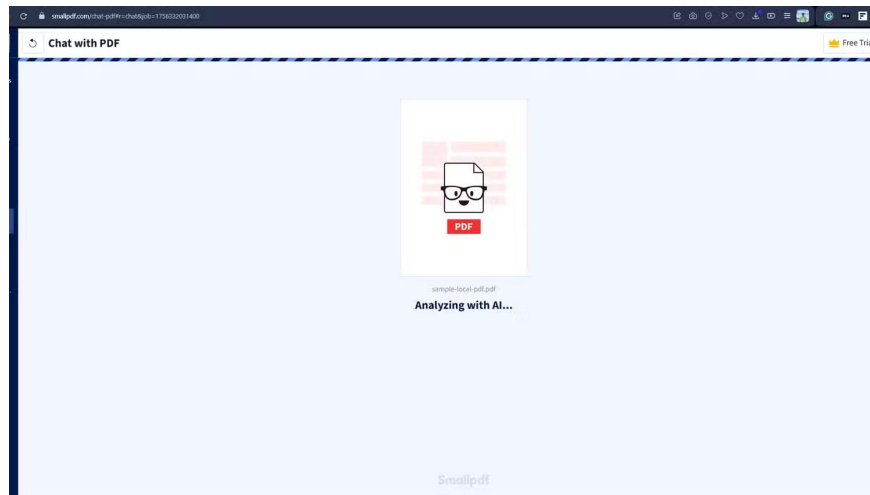 smallpdf.com/chat-pdf#r=chat&job=1756332031400
Chat with PDF
Free Tria
PDF
sample-local-pdf.pdf
Analyzing with AI...
Smallpdf